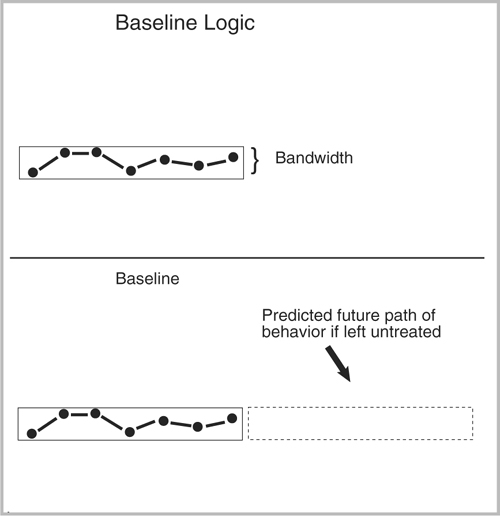 Baseline Logic
Bandwidth
Baseline
Predicted future path of
behavior if left untreated